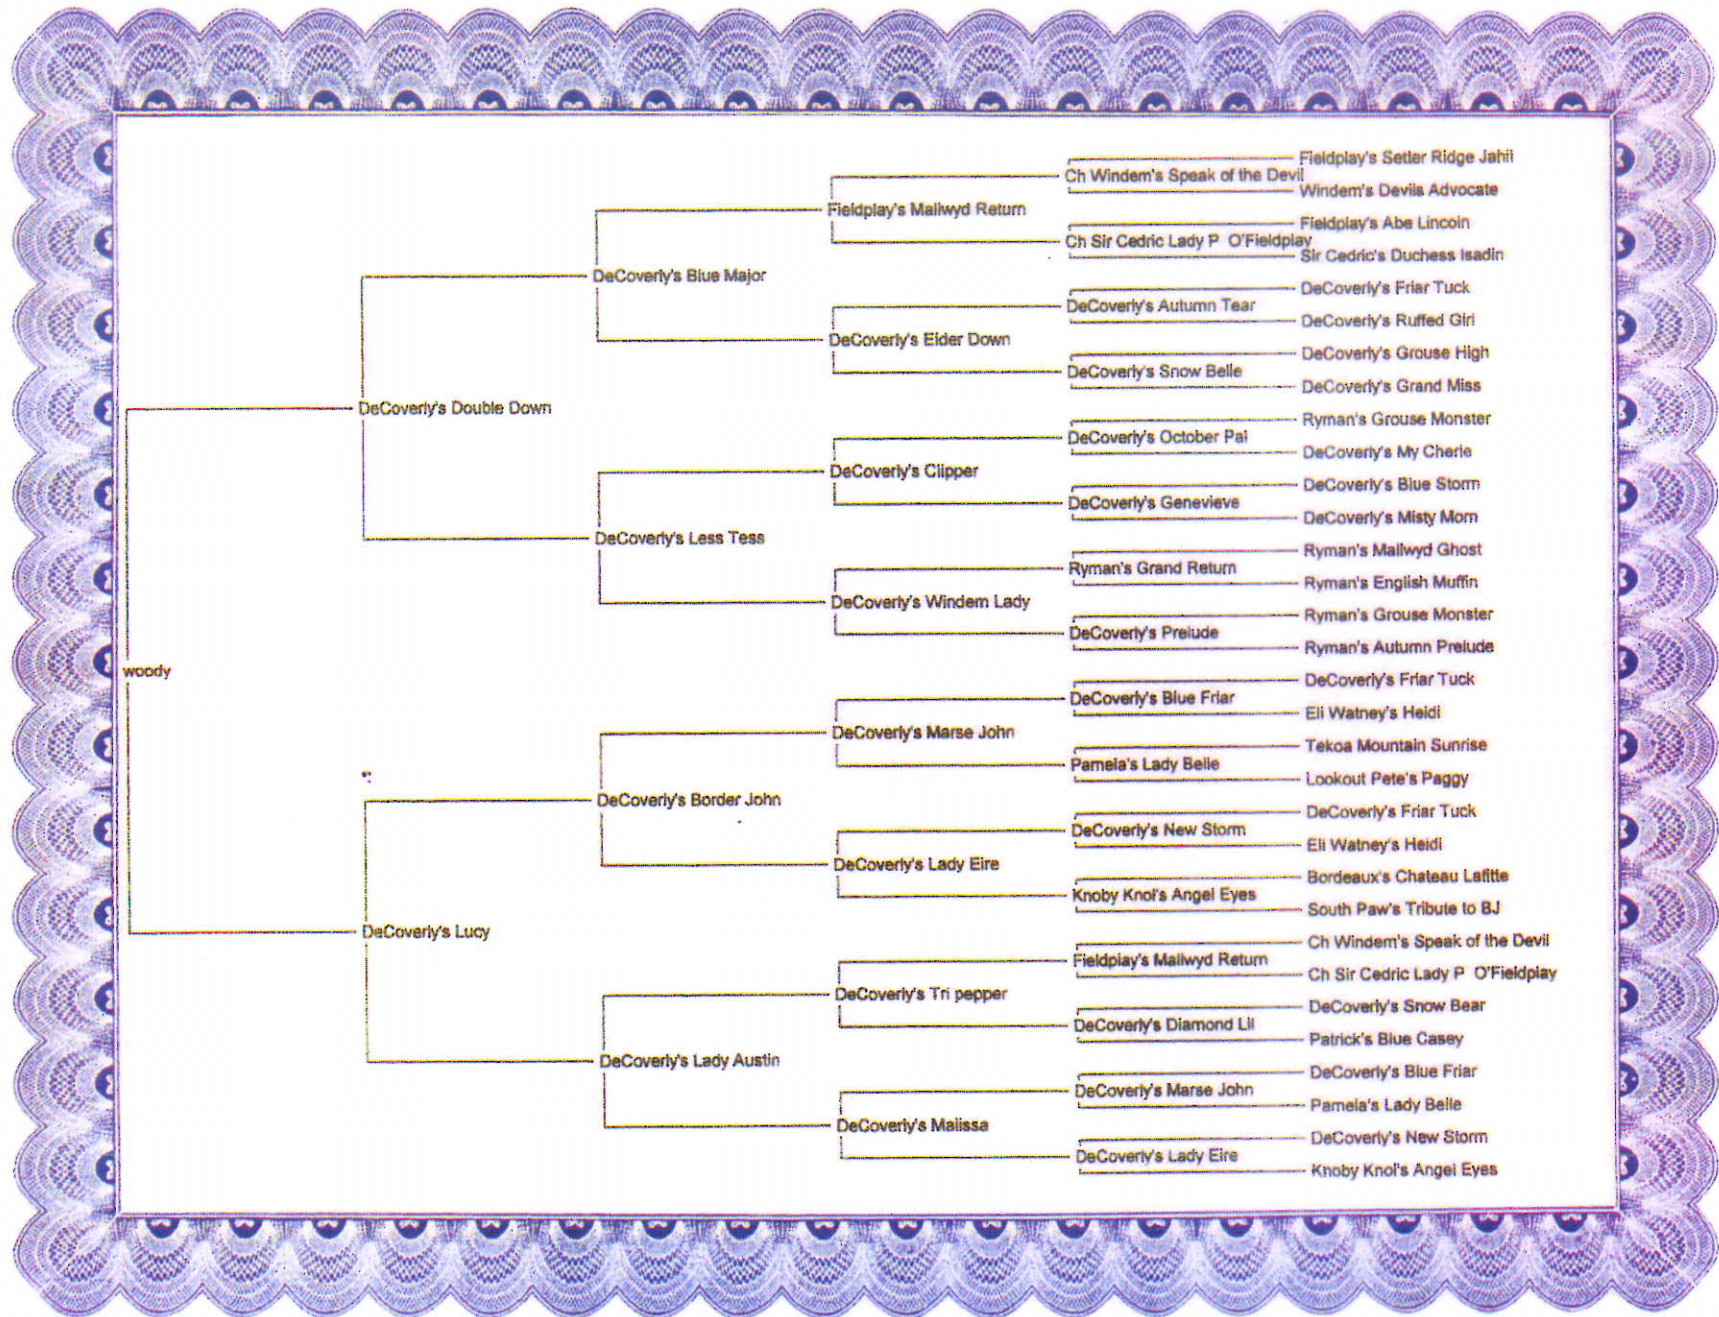 Fieldplay's Setler Ridge Jahil
Ch Windem's Speak of the Devil
Windem's Devils Advocate
Fieldplay's Mallwyd Return
Fieldplay's Abe Lincoln
Ch Sir Cedric Lady P O'Fieldplay
Sir Cedric's Duchess Isadin
DeCoverly's Blue Major
DeCoverly's Friar Tuck
DeCoverly's Autumn Tear
DeCoverly's Ruffed Girl
DeCoverly's Elder Down
DeCoverly's Grouse High
DeCoverly's Snow Belle
DeCoverly's Grand Miss
DeCoverly's Double Down
Ryman's Grouse Monster
DeCoverly's October Pal
DeCoverly's My Cherie
DeCoverly's Clipper
DeCoverly's Blue Storm
DeCoverly's Genevieve
DeCoverly's Misty Morn
DeCoverly's Less Tess
Ryman's Mallwyd Ghost
Ryman's Grand Return
Ryman's English Muffin
DeCoverly's Windem Lady
Ryman's Grouse Monster
DeCoverly's Prelude
Ryman's Autumn Prelude
woody
DeCoverly's Friar Tuck
DeCoverly's Blue Friar
Eli Watney's Heidi
DeCoverly's Marse John
Tekoa Mountain Sunrise
Pamela's Lady Belle
Lookout Pete's Paggy
DeCoverly's Border John
DeCoverly's Friar Tuck
DeCoverly's New Storm
Eli Watney's Heidi
DeCoverly's Lady Eire
Bordeaux's Chateau Lafitte
Knoby Knol's Angel Eyes
South Paw's Tribute to BJ
DeCoverly's Lucy
Ch Windem's Speak of the Devil
Fieldplay's Mallwyd Return
Ch Sir Cedric Lady P O'Fieldplay
DeCoverly's Tri pepper
DeCoverly's Snow Bear
DeCoverly's Diamond Lil
Patrick's Blue Casey
DeCoverly's Lady Austin
DeCoverly's Blue Friar
DeCoverly's Marse John
Pamela's Lady Belle
DeCoverly's Malissa
DeCoverly's New Storm
DeCoverly's Lady Eire
Knoby Knol's Angel Eyes